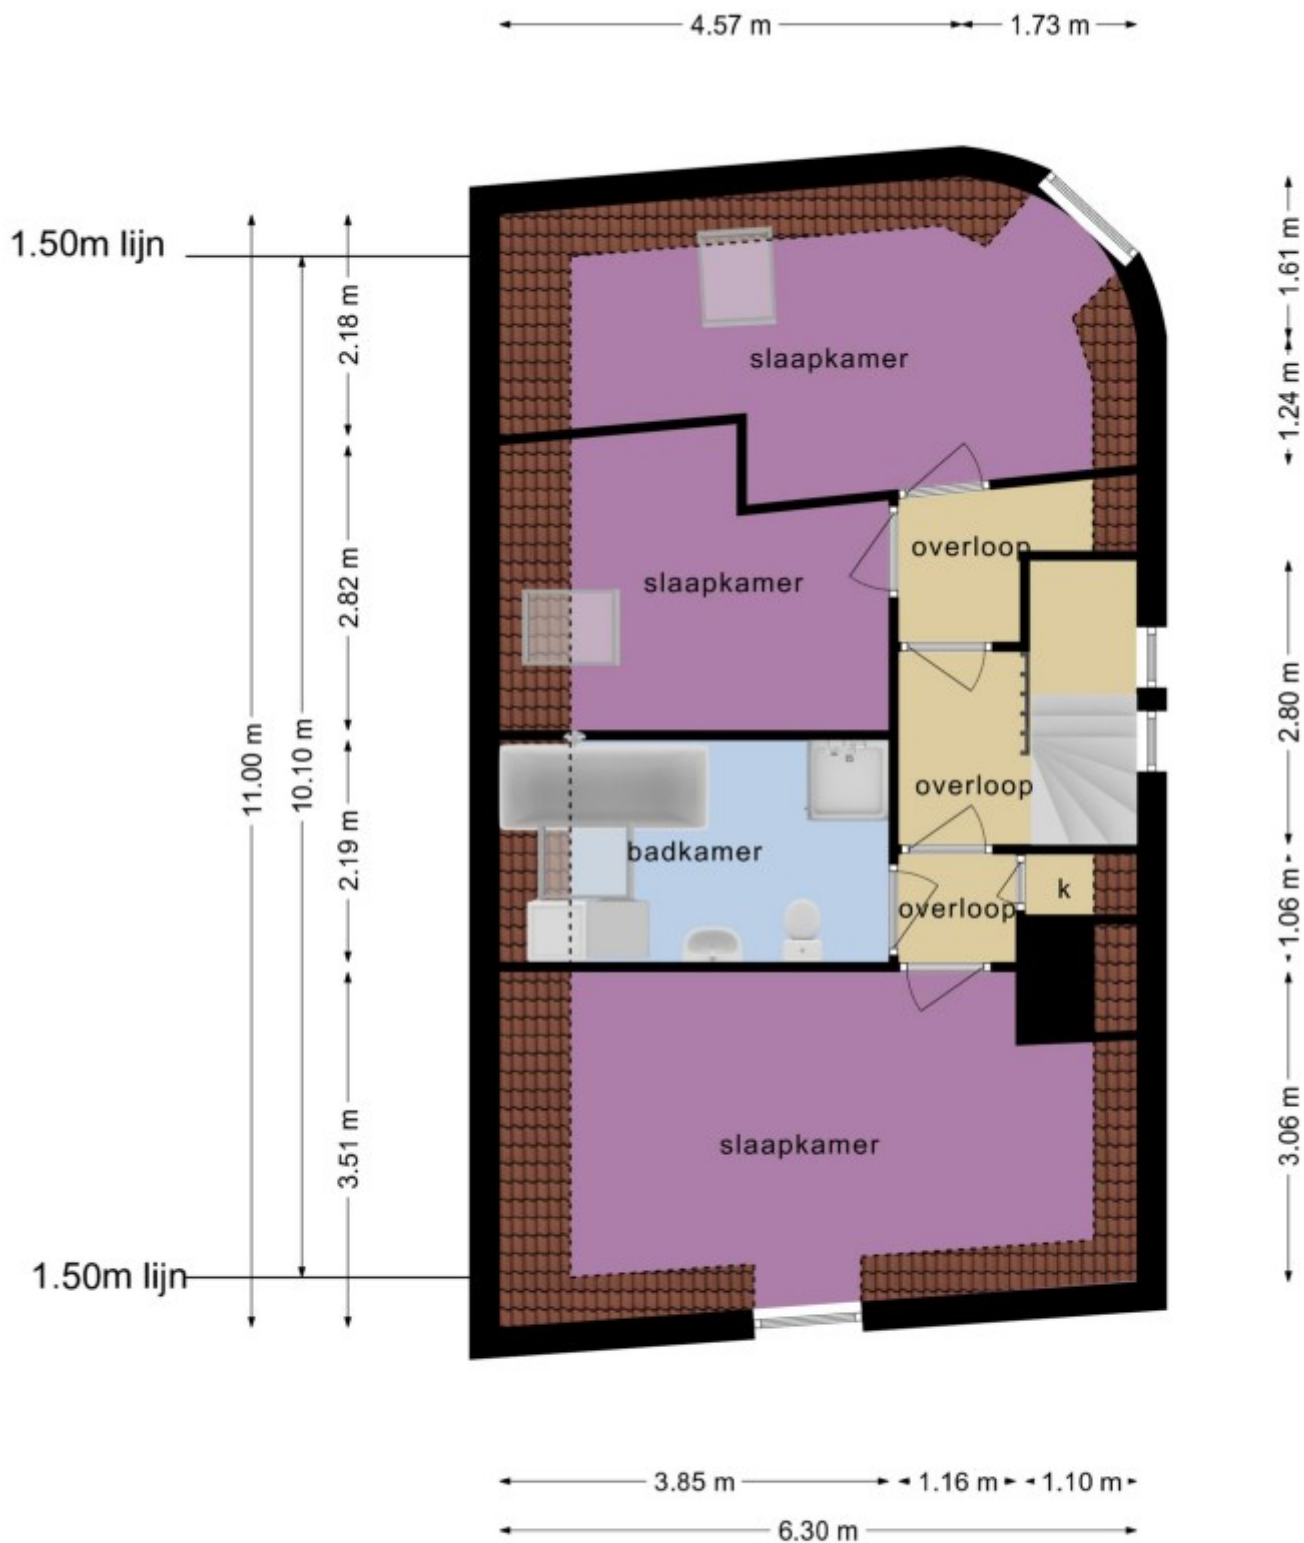 4.57 m
1.73 m
1.50m lijn
1.61 m
2.18 m
slaapkamer
1.24 m
overloop
slaapkamer
2.82 m
2.80 m
11.00 m
10.10 m
overloop
badkamer
2.19 m
k
overloop
1.06 m
slaapkamer
3.51 m
3.06 m
1.50m lijn
3.85 m
1.16 m
1.10 m
6.30 m